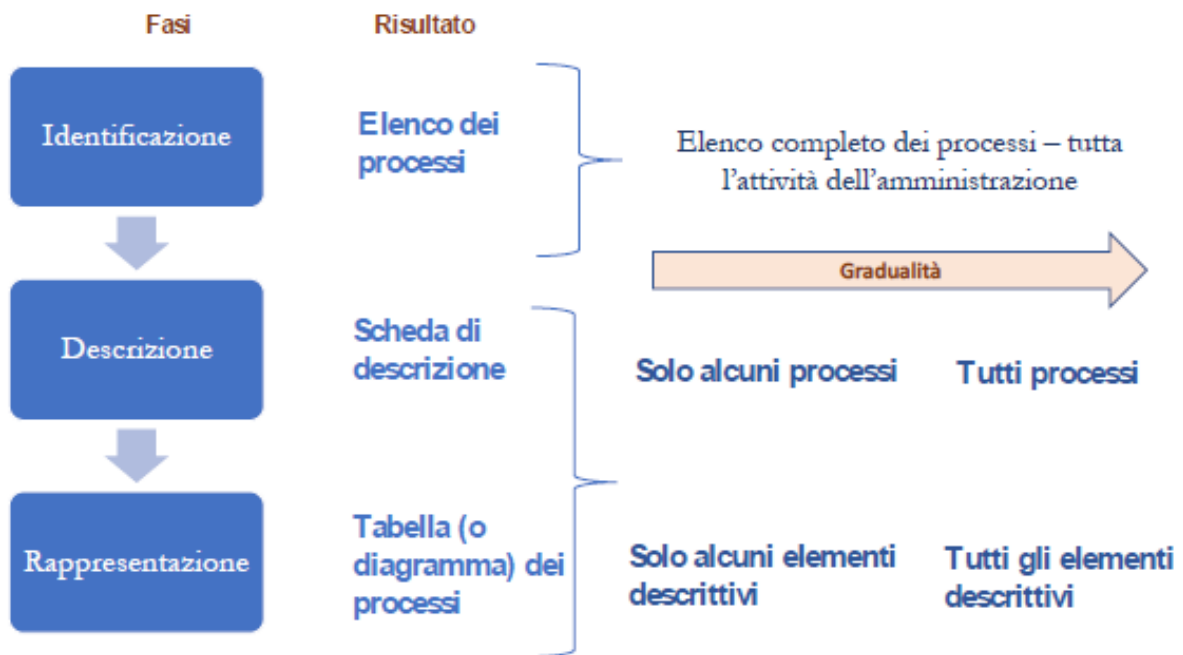 Fasi
Risultato
Identificazione
Elenco dei
processi
Elenco completo dei processi – tutta
l'attività dell'amministrazione
Gradualità
Descrizione
Scheda di
descrizione
Solo alcuni processi
Tutti processi
Rappresentazione
Tabella (o
diagramma) dei
processi
Solo alcuni elementi
descrittivi
Tutti gli elementi
descrittivi